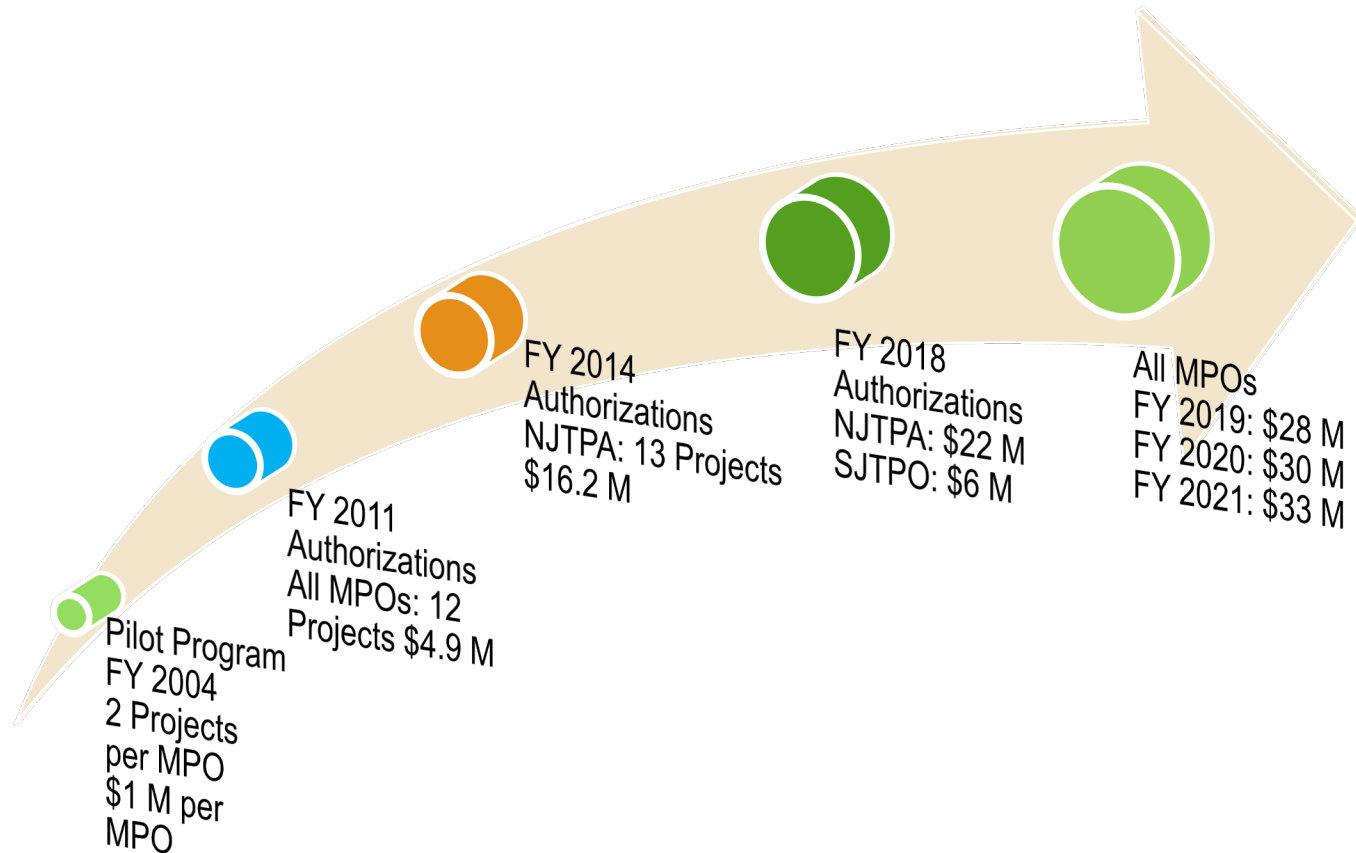 Pilot Program
FY 2004
2 Projects
per MPO
$1 M per
MPO
FY 2011
Authorizations
All MPOs: 12
Projects $4.9 M
FY 2014
Authorizations
NJTPA: 13 Projects
$16.2 M
FY 2018
Authorizations
NJTPA: $22 M
SJTPO: $6 M
All MPOs
FY 2019: $28 M
FY 2020: $30 M
FY 2021: $33 M